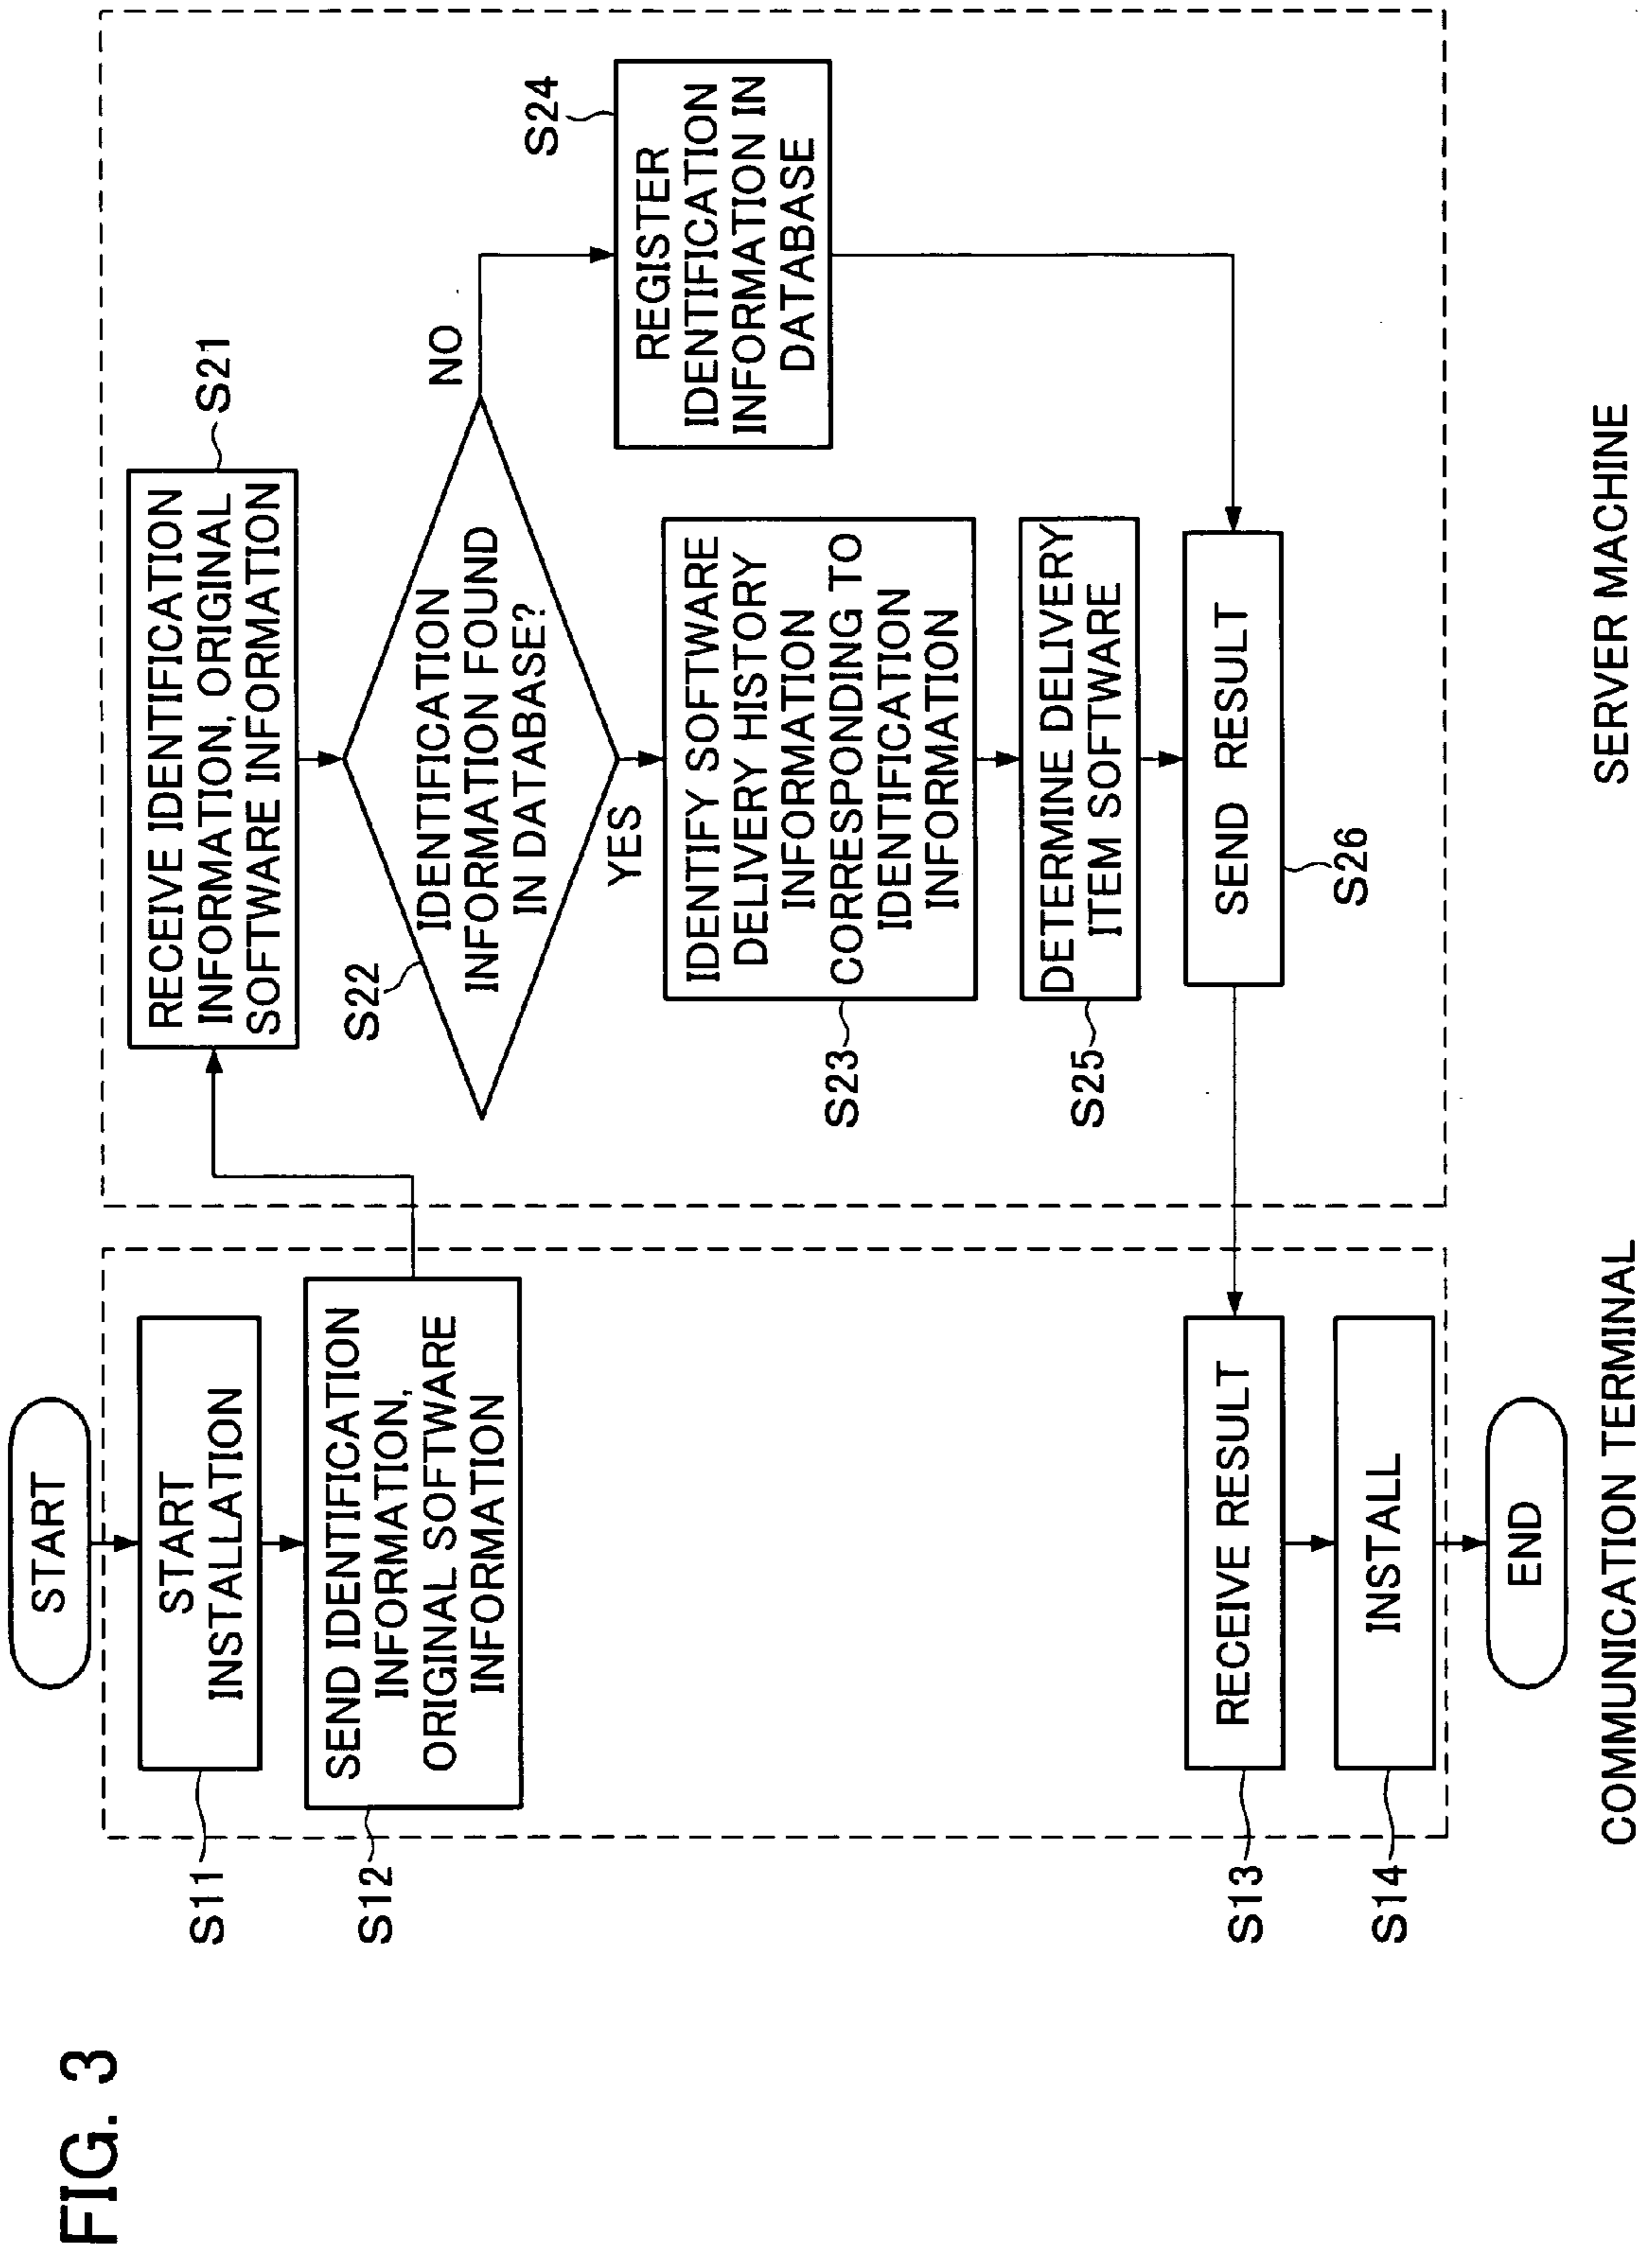 FIG. 3
START
S11
START
INSTALLATION
S12
SEND IDENTIFICATION
INFORMATION,
ORIGINAL SOFTWARE
INFORMATION
RECEIVE IDENTIFICATION
INFORMATION, ORIGINAL
SOFTWARE INFORMATION
S21
S22
IDENTIFICATION
INFORMATION FOUND
IN DATABASE?
NO
YES
S24
REGISTER
IDENTIFICATION
INFORMATION IN
DATABASE
S23
IDENTIFY SOFTWARE
DELIVERY HISTORY
INFORMATION
CORRESPONDING TO
IDENTIFICATION
INFORMATION
S25
DETERMINE DELIVERY
ITEM SOFTWARE
SEND RESULT
S26
S13
RECEIVE RESULT
S14
INSTALL
END
COMMUNICATION TERMINAL
SERVER MACHINE